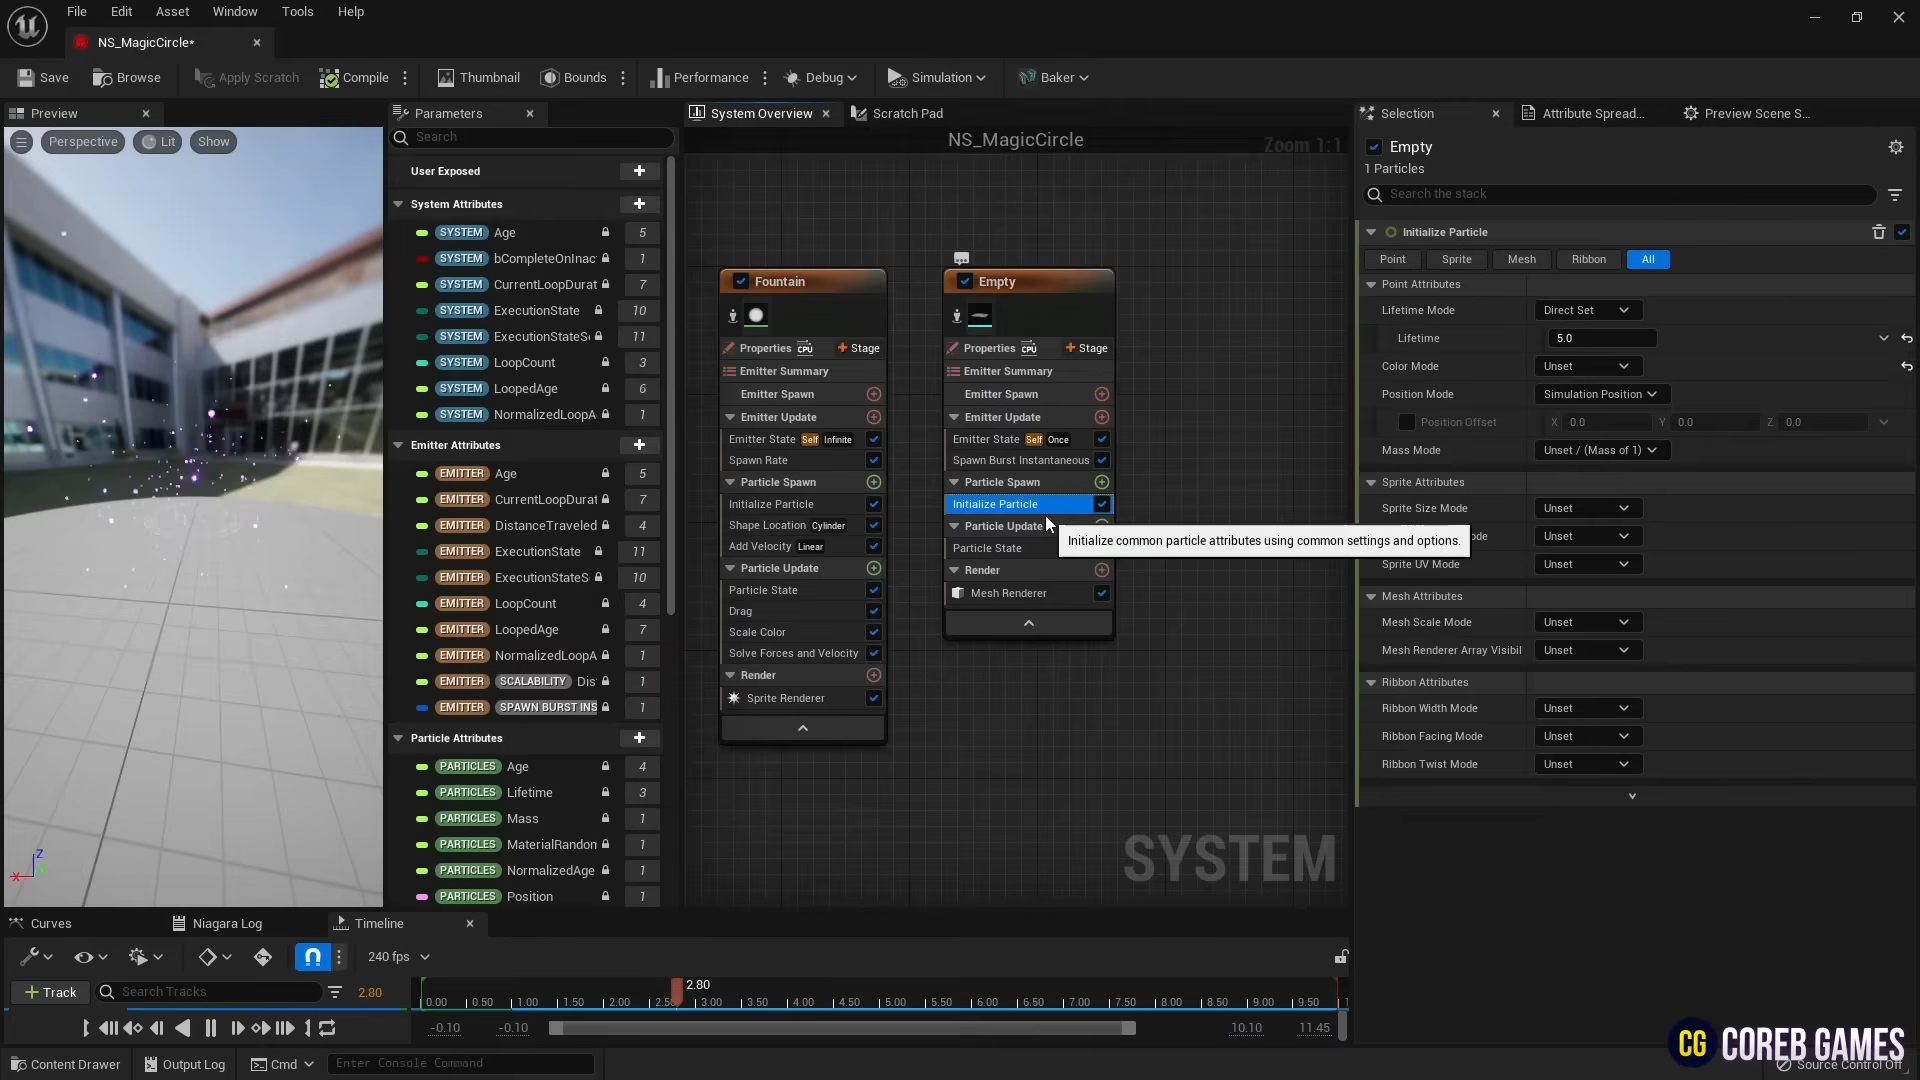 File Edit Asset Window Tools Help
NS_MagicCircle*
Save Browse Apply Scratch Compile Thumbnail Bounds Performance Debug Simulation Baker
Preview
Perspective Lit Show
Parameters
Search
User Exposed
System Attributes
SYSTEM Age 5
SYSTEM bCompleteOnInac 1
SYSTEM CurrentLoopDurat 7
SYSTEM ExecutionState 10
SYSTEM ExecutionStateS 11
SYSTEM LoopCount 3
SYSTEM LoopedAge 6
SYSTEM NormalizedLoopA 1
Emitter Attributes
EMITTER Age 5
EMITTER CurrentLoopDurat 7
EMITTER DistanceTraveled 4
EMITTER ExecutionState 11
EMITTER ExecutionStateS 10
EMITTER LoopCount 4
EMITTER LoopedAge 7
EMITTER NormalizedLoopA 1
EMITTER SCALABILITY Dis 1
EMITTER SPAWN BURST INS 1
Particle Attributes
PARTICLES Age 4
PARTICLES Lifetime 3
PARTICLES Mass 1
PARTICLES MaterialRandom 1
PARTICLES NormalizedAge 1
PARTICLES Position 1
System Overview Scratch Pad
NS_MagicCircle
Zoom 1:1
Fountain
Properties CPU Stage
Emitter Summary
Emitter Spawn
Emitter Update
Emitter State Self Infinite
Spawn Rate
Particle Spawn
Initialize Particle
Shape Location Cylinder
Add Velocity Linear
Particle Update
Particle State
Drag
Scale Color
Solve Forces and Velocity
Render
Sprite Renderer
Empty
Properties CPU Stage
Emitter Summary
Emitter Spawn
Emitter Update
Emitter State Self Once
Spawn Burst Instantaneous
Particle Spawn
Initialize Particle
Particle Update
Particle State
Render
Mesh Renderer
Initialize common particle attributes using common settings and options.
SYSTEM
Selection Attribute Spread... Preview Scene S...
Empty
1 Particles
Search the stack
Initialize Particle
Point Sprite Mesh Ribbon All
Point Attributes
Lifetime Mode Direct Set
Lifetime 5.0
Color Mode Unset
Position Mode Simulation Position
Position Offset X 0.0 Y 0.0 Z 0.0
Mass Mode Unset / (Mass of 1)
Sprite Attributes
Sprite Size Mode Unset
de Unset
Sprite UV Mode Unset
Mesh Attributes
Mesh Scale Mode Unset
Mesh Renderer Array Visibil Unset
Ribbon Attributes
Ribbon Width Mode Unset
Ribbon Facing Mode Unset
Ribbon Twist Mode Unset
Curves Niagara Log Timeline
240 fps
Track Search Tracks 2.80
2.80
0.00 0.50 1.00 1.50 2.00 2.50 3.00 3.50 4.00 4.50 5.00 5.50 6.00 6.50 7.00 7.50 8.00 8.50 9.00 9.50 1
-0.10 -0.10 10.10 11.45
Content Drawer Output Log Cmd Enter Console Command
Source Control Off
CG COREB GAMES
X Z